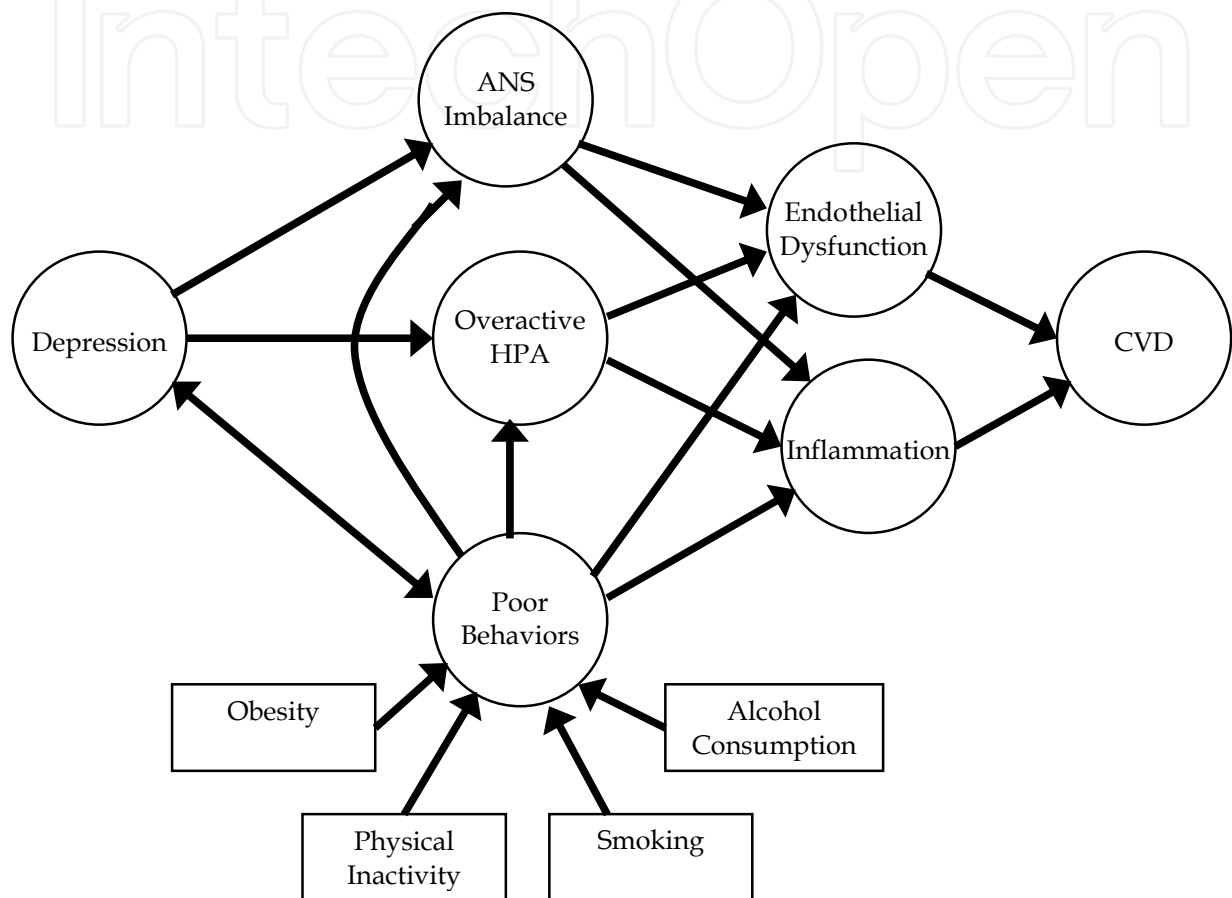 IntechOpen
ANS
Imbalance
Endothelial
Dysfunction
Depression
Overactive
HPA
CVD
Inflammation
Poor
Behaviors
Obesity
Alcohol
Consumption
Physical
Inactivity
Smoking